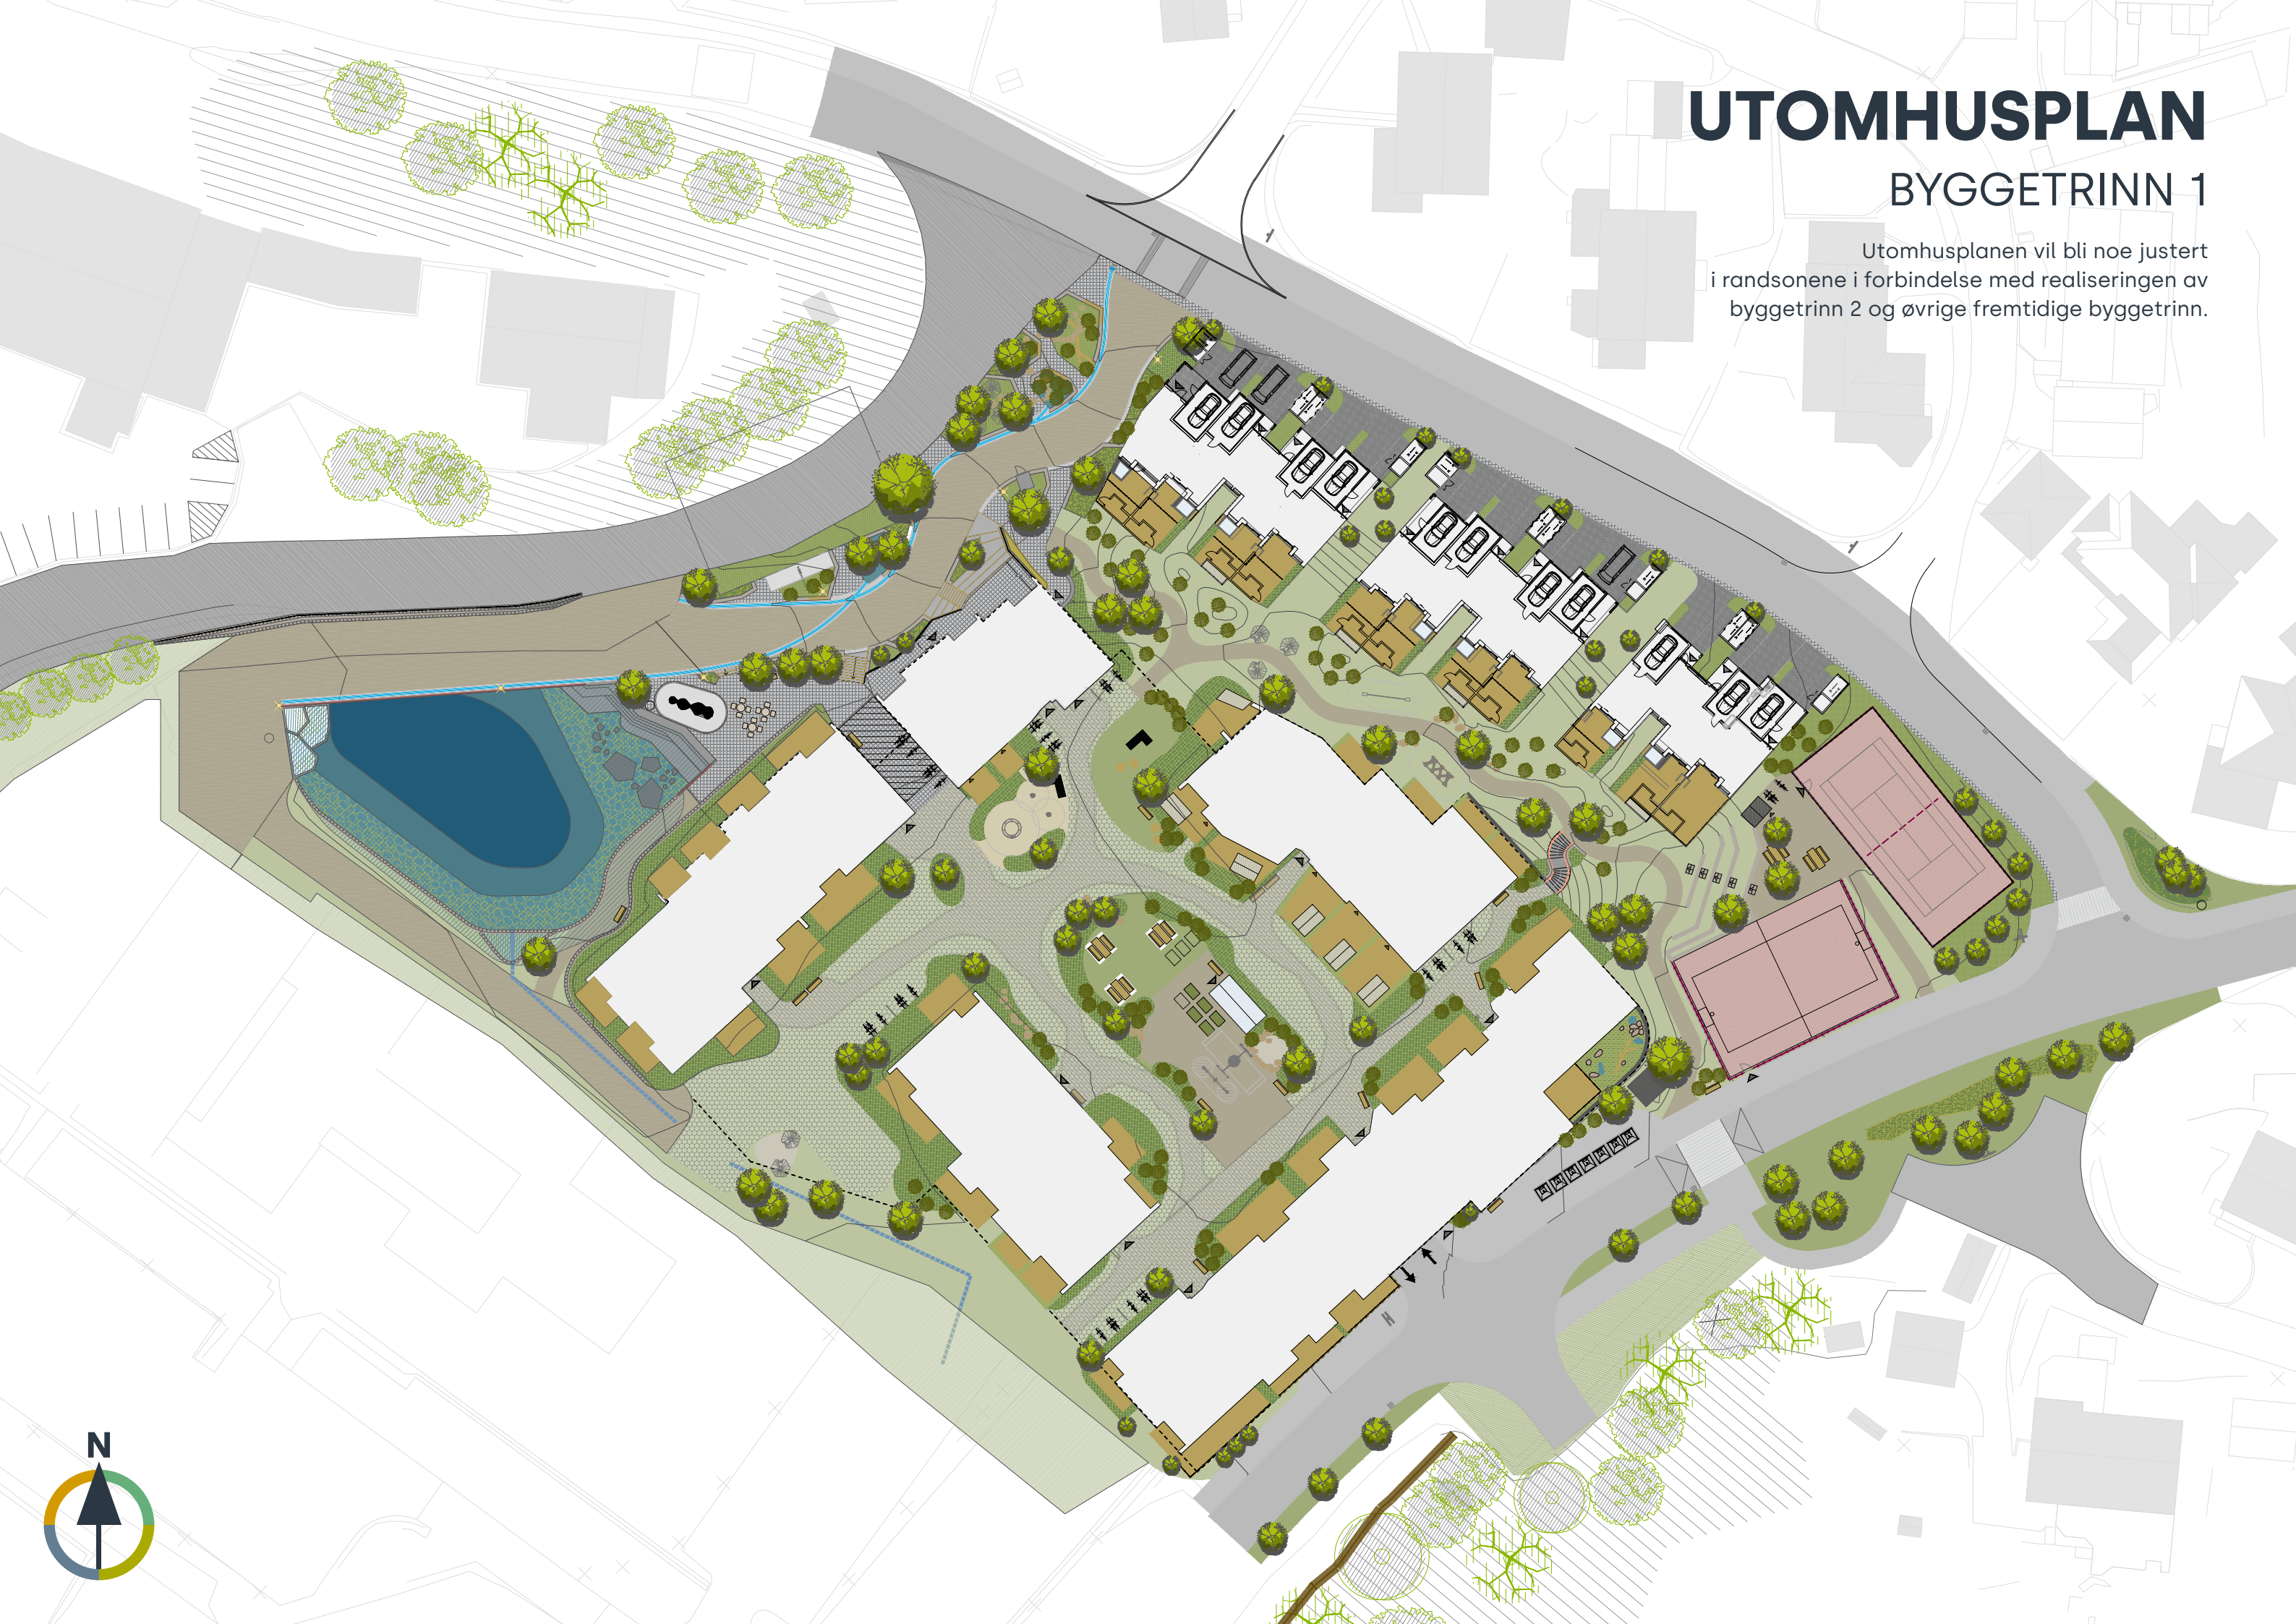 UTOMHUSPLAN
BYGGETRINN 1
Utomhusplanen vil bli noe justert
i randsonene i forbindelse med realiseringen av
byggetrinn 2 og øvrige fremtidige byggetrinn.
N